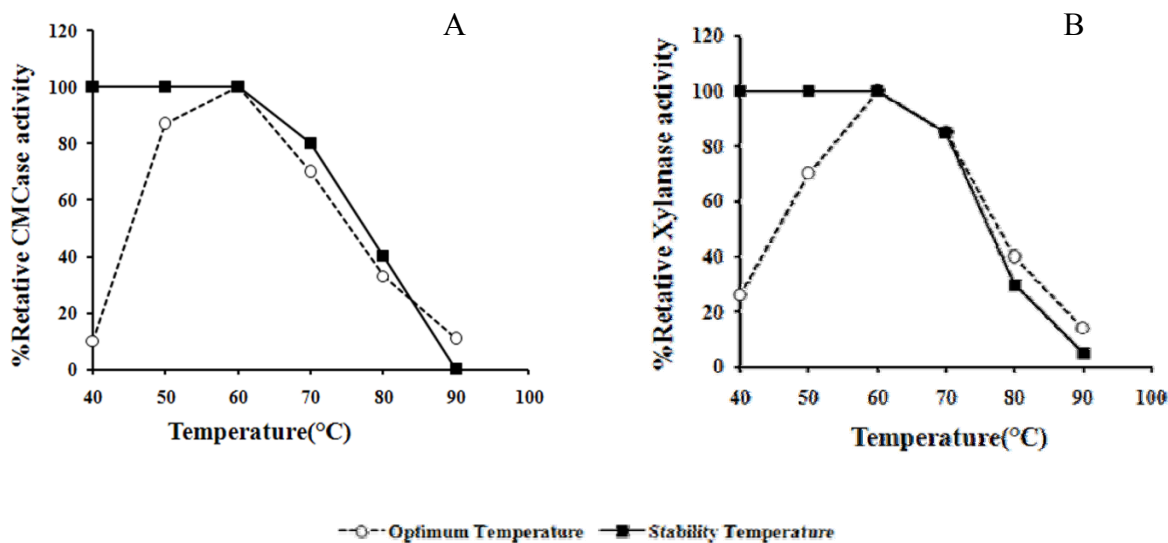 A
%Retative CMCase activity
120
100
80
60
40
20
0
40 50 60 70 80 90 100
Temperature(°C)
B
%Retative Xylanase activity
120
100
80
60
40
20
0
40 50 60 70 80 90 100
Temperature(°C)
Optimum Temperature Stability Temperature